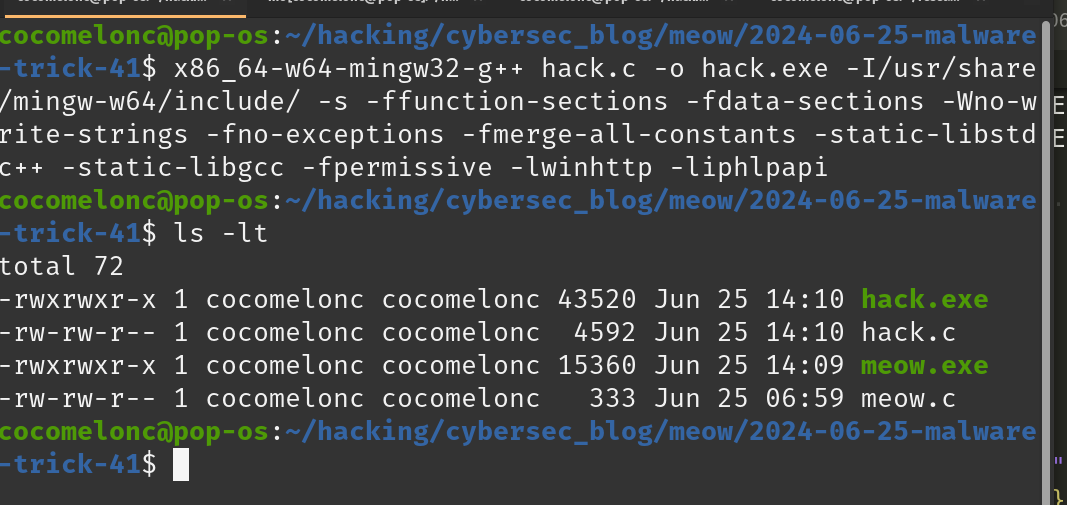 cocomelonc@pop-os:~/hacking/cybersec_blog/meow/2024-06-25-malware
-trick-41$ x86_64-w64-mingw32-g++ hack.c -o hack.exe -I/usr/share
/mingw-w64/include/ -s -ffunction-sections -fdata-sections -Wno-w
rite-strings -fno-exceptions -fmerge-all-constants -static-libstd
c++ -static-libgcc -fpermissive -lwinhttp -liphlpapi
cocomelonc@pop-os:~/hacking/cybersec_blog/meow/2024-06-25-malware
-trick-41$ ls -lt
total 72
-rwxrwxr-x 1 cocomelonc cocomelonc 43520 Jun 25 14:10 hack.exe
-rw-rw-r-- 1 cocomelonc cocomelonc  4592 Jun 25 14:10 hack.c
-rwxrwxr-x 1 cocomelonc cocomelonc 15360 Jun 25 14:09 meow.exe
-rw-rw-r-- 1 cocomelonc cocomelonc   333 Jun 25 06:59 meow.c
cocomelonc@pop-os:~/hacking/cybersec_blog/meow/2024-06-25-malware
-trick-41$